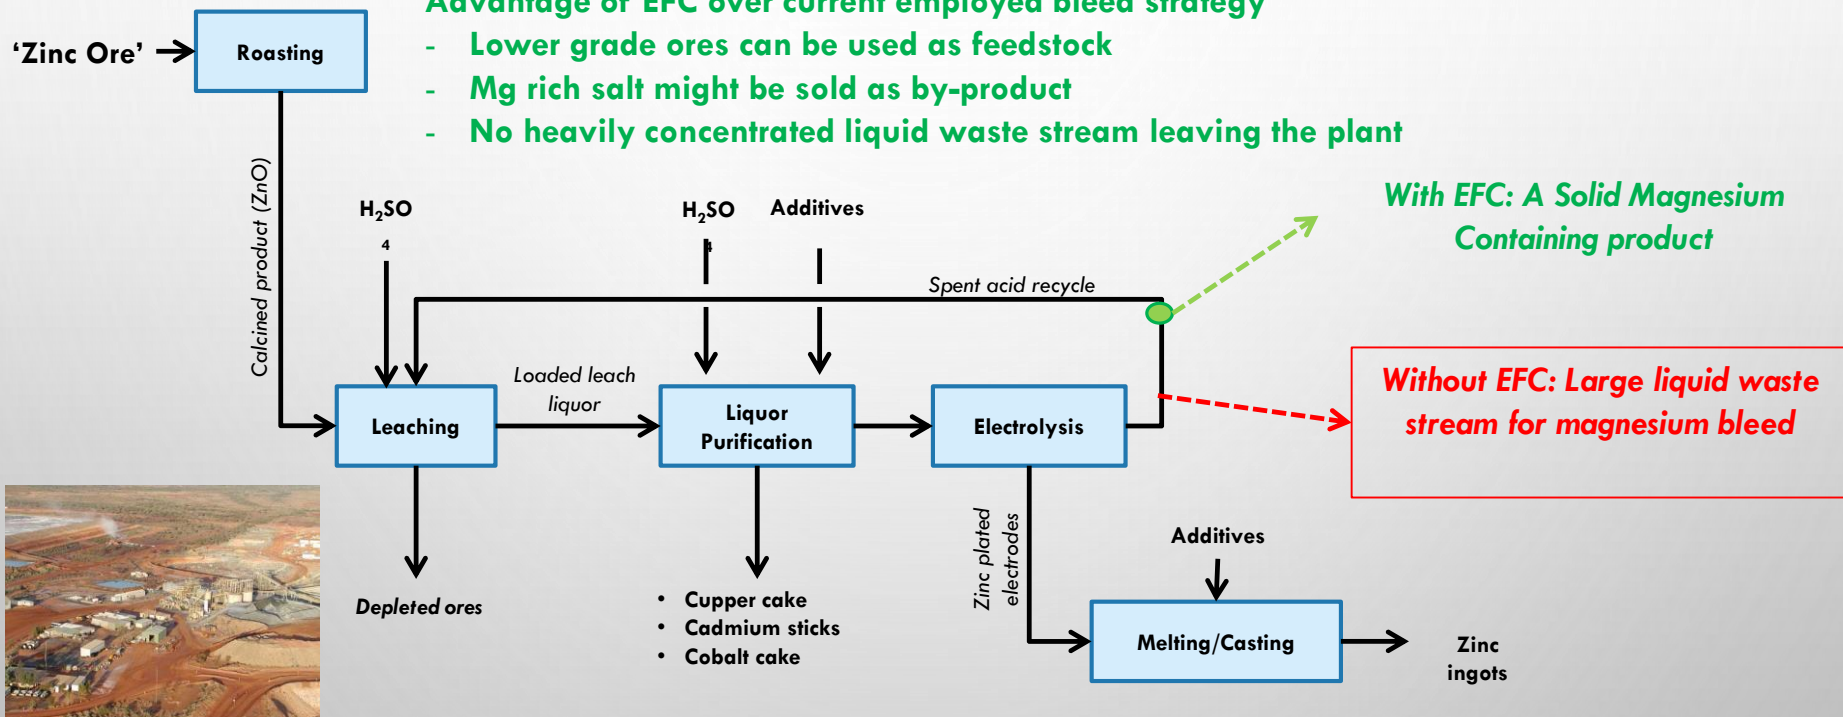 Advantage of EFC over current employed bleed strategy
- Lower grade ores can be used as feedstock
- Mg rich salt might be sold as by-product
- No heavily concentrated liquid waste stream leaving the plant
'Zinc Ore'
Roasting
Calcined product (ZnO)
H₂SO
4
H₂SO
4
Additives
Spent acid recycle
With EFC: A Solid Magnesium
Containing product
Without EFC: Large liquid waste
stream for magnesium bleed
Leaching
Loaded leach
liquor
Liquor
Purification
Electrolysis
Depleted ores
• Cupper cake
• Cadmium sticks
• Cobalt cake
Zinc plated
electrodes
Additives
Melting/Casting
Zinc
ingots